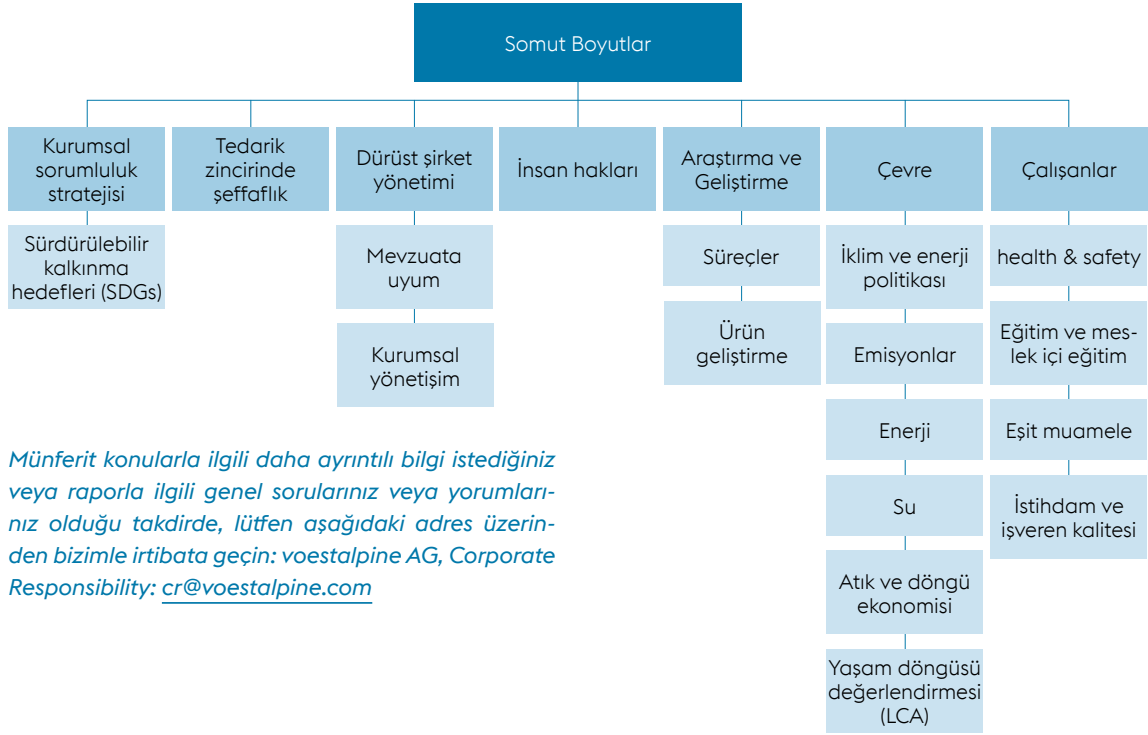 Somut Boyutlar
Kurumsal
sorumluluk
stratejisi
Sürdürülebilir
kalkınma
hedefleri (SDGs)
Tedarik
zincirinde
şeffaflık
Dürüst şirket
yönetimi
Mevzuata
uyum
Kurumsal
yönetişim
İnsan hakları
Araştırma ve
Geliştirme
Süreçler
Ürün
geliştirme
Çevre
İklim ve enerji
politikası
Emisyonlar
Enerji
Su
Atık ve döngü
ekonomisi
Yaşam döngüsü
değerlendirmesi
(LCA)
Çalışanlar
health & safety
Eğitim ve mes-
lek içi eğitim
Eşit muamele
İstihdam ve
işveren kalitesi
Münferit konularla ilgili daha ayrıntılı bilgi istediğiniz
veya raporla ilgili genel sorularınız veya yorumları-
nız olduğu takdirde, lütfen aşağıdaki adres üzerin-
den bizimle irtibata geçin: voestalpine AG, Corporate
Responsibility: cr@voestalpine.com